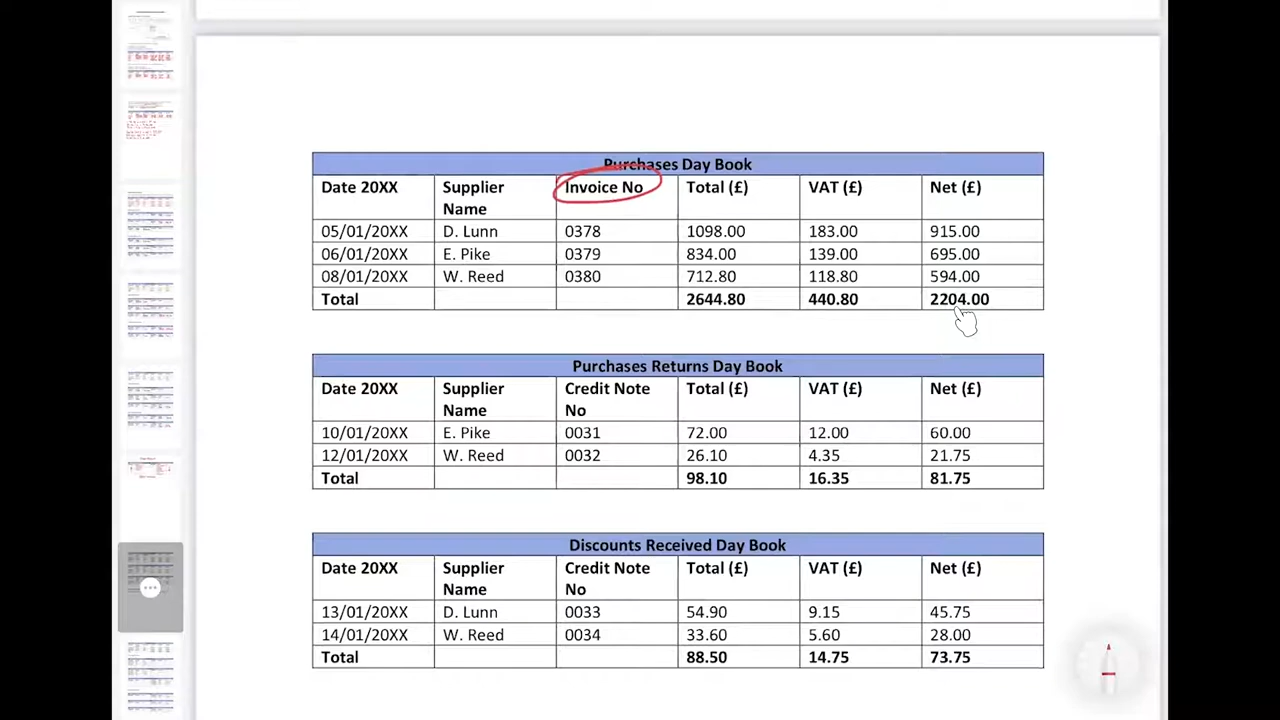 Purchases Day Book
Date 20XX Supplier Name Invoice No Total (£) VAT (£) Net (£)
05/01/20XX D. Lunn 0378 1098.00 183.00 915.00
E. Pike 0379 834.00 139.00 695.00
08/01/20XX W. Reed 0380 712.80 118.80 594.00
Total 2644.80 440.80 2204.00
Purchases Returns Day Book
Date 20XX Supplier Name Credit Note No Total (£) VAT (£) Net (£)
10/01/20XX E. Pike 0031 72.00 12.00 60.00
12/01/20XX W. Reed 0032 26.10 4.35 21.75
Total 98.10 16.35 81.75
Discounts Received Day Book
Date 20XX Supplier Name Credit Note No Total (£) VAT (£) Net (£)
13/01/20XX D. Lunn 0033 54.90 9.15 45.75
14/01/20XX W. Reed 0034 33.60 5.60 28.00
Total 88.50 14.75 73.75